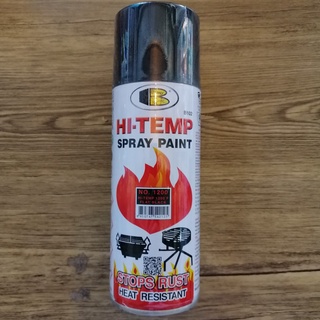 B
HI-TEMP
SPRAY PAINT
NO. 1200
STOPS RUST
HEAT RESISTANT